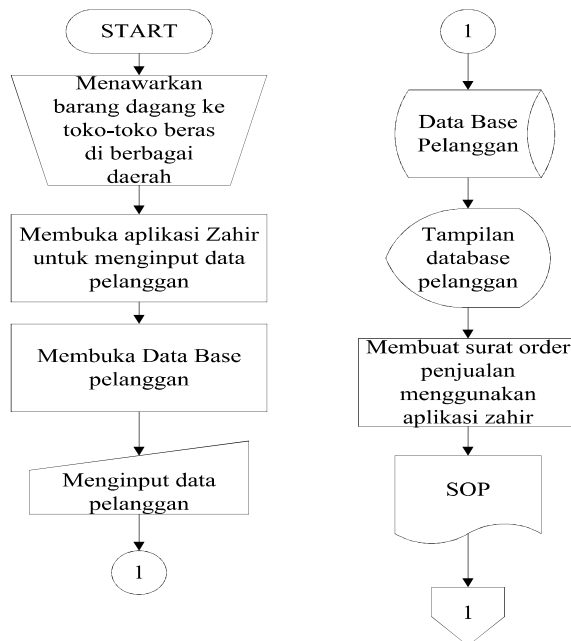 START
Menawarkan
barang dagang ke
toko-toko beras
di berbagai
daerah
Membuka aplikasi Zahir
untuk menginput data
pelanggan
Membuka Data Base
pelanggan
Menginput data
pelanggan
1
1
Data Base
Pelanggan
Tampilan
database
pelanggan
Membuat surat order
penjualan
menggunakan
aplikasi zahir
SOP
1